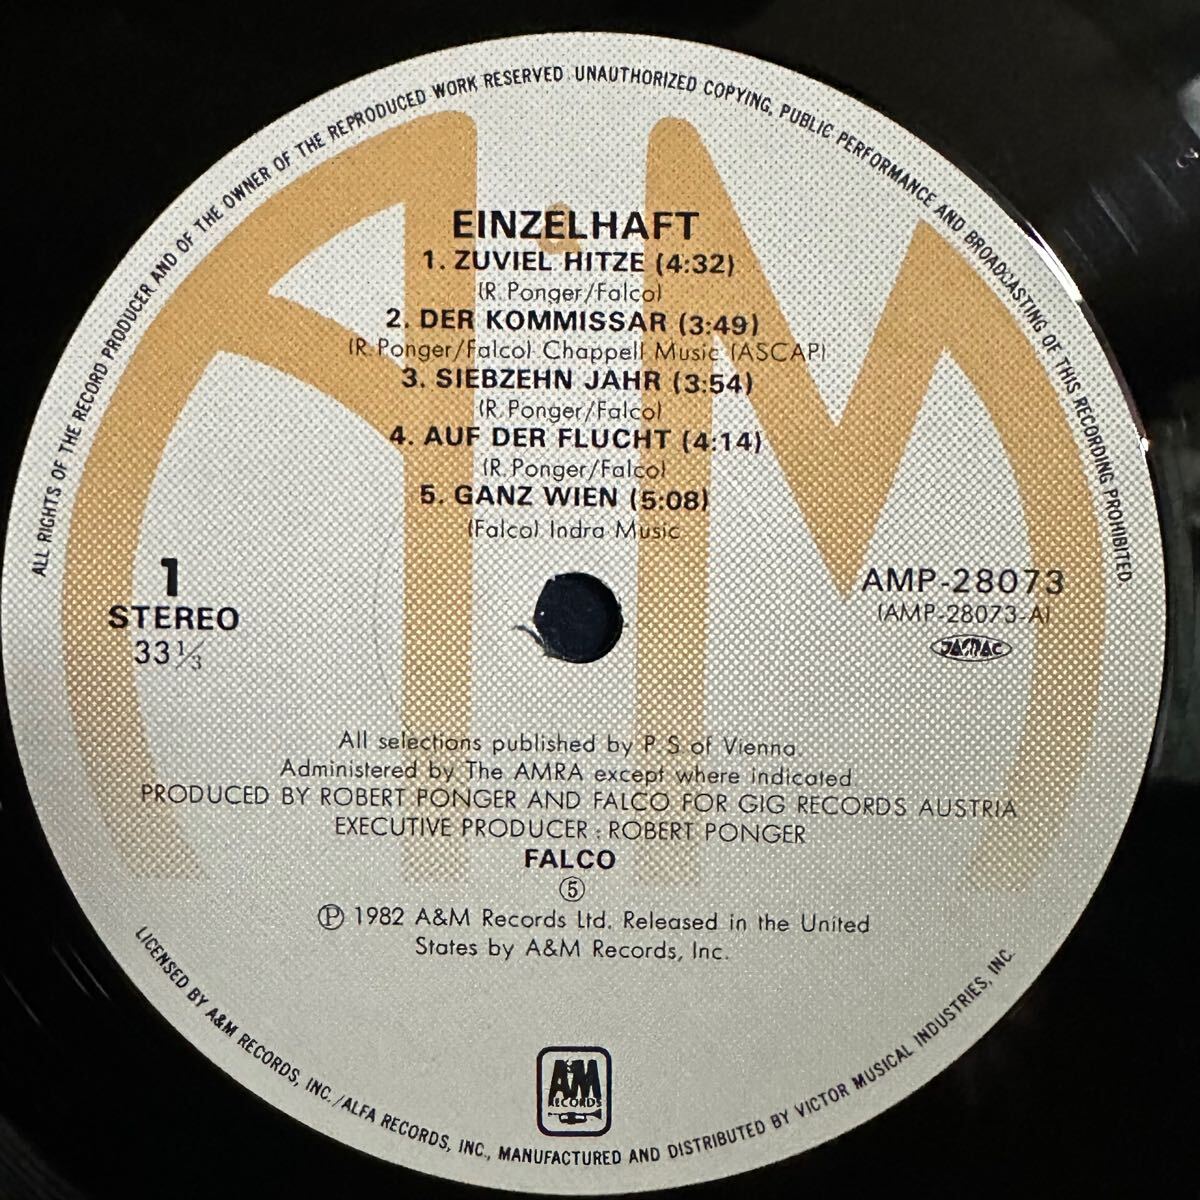 ALL RIGHTS OF THE RECORD PRODUCER AND OF THE OWNER OF THE REPRODUCED WORK RESERVED UNAUTHORIZED COPYING, PUBLIC PERFORMANCE AND BROADCASTING OF THIS RECORDING PROHIBITED
EINZELHAFT
1. ZUVIEL HITZE (4:32)
(R. Ponger/Falco)
2. DER KOMMISSAR (3:49)
(R. Ponger/Falco) Chappell Music (ASCAP)
3. SIEBZEHN JAHR (3:54)
(R. Ponger/Falco)
4. AUF DER FLUCHT (4:14)
(R. Ponger/Falco)
5. GANZ WIEN (5:08)
(Falco) Indra Music
1
STEREO
33 1/3
AMP-28073
(AMP-28073-A)
JASRAC
All selections published by P. S of Vienna.
Administered by The AMRA except where indicated.
PRODUCED BY ROBERT PONGER AND FALCO FOR GIG RECORDS AUSTRIA
EXECUTIVE PRODUCER : ROBERT PONGER
FALCO
⑤
Ⓟ 1982 A&M Records Ltd. Released in the United
States by A&M Records, Inc.
AM
RECORDS
LICENSED BY A&M RECORDS, INC./ALFA RECORDS, INC., MANUFACTURED AND DISTRIBUTED BY VICTOR MUSICAL INDUSTRIES, INC.